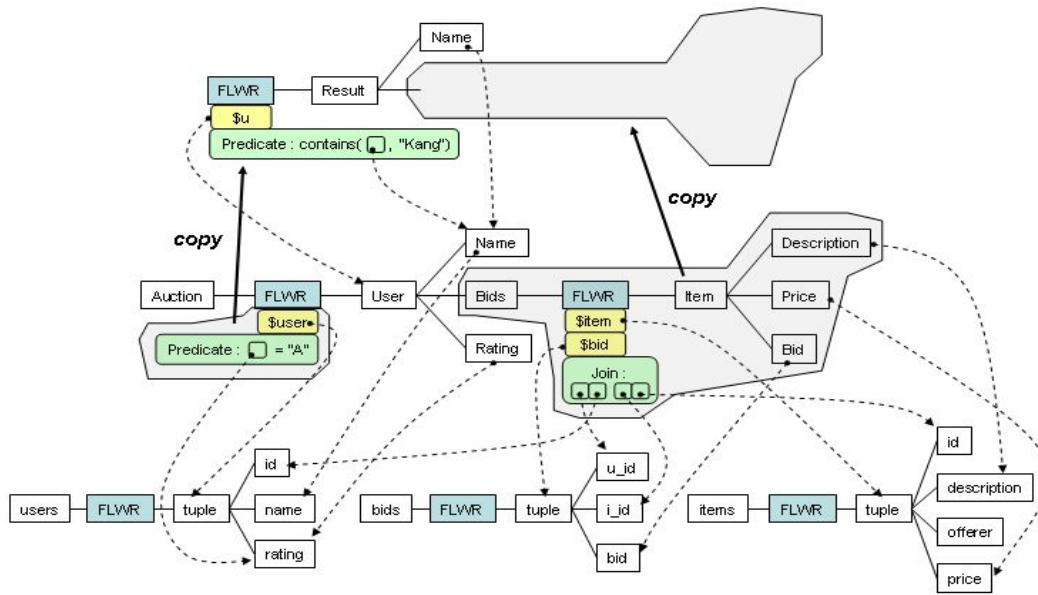 Name
FLWR
Result
$u
Predicate : contains( , "Kang")
copy
copy
Name
Description
Auction
FLWR
User
Bids
FLWR
Item
Price
$user
$item
Predicate : = "A"
$bid
Rating
Bid
Join :
id
u_id
id
users
FLWR
tuple
name
bids
FLWR
tuple
i_id
items
FLWR
tuple
description
rating
bid
offerer
price